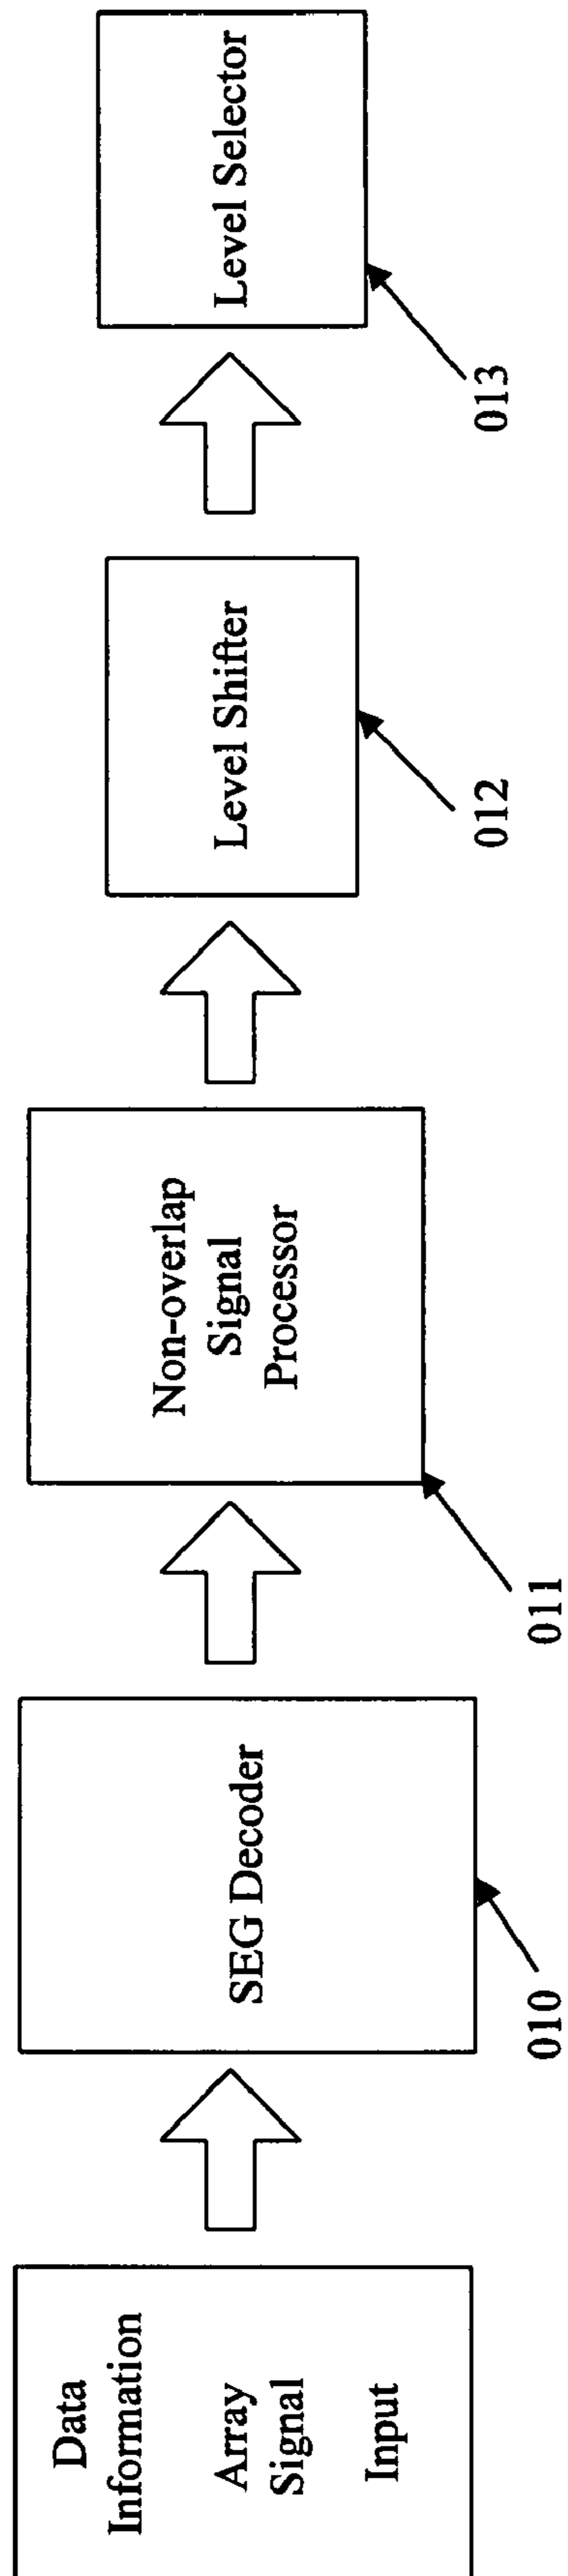 Data
Information
Array
Signal
Input
SEG Decoder
010
Non-overlap
Signal
Processor
011
Level Shifter
012
Level Selector
013